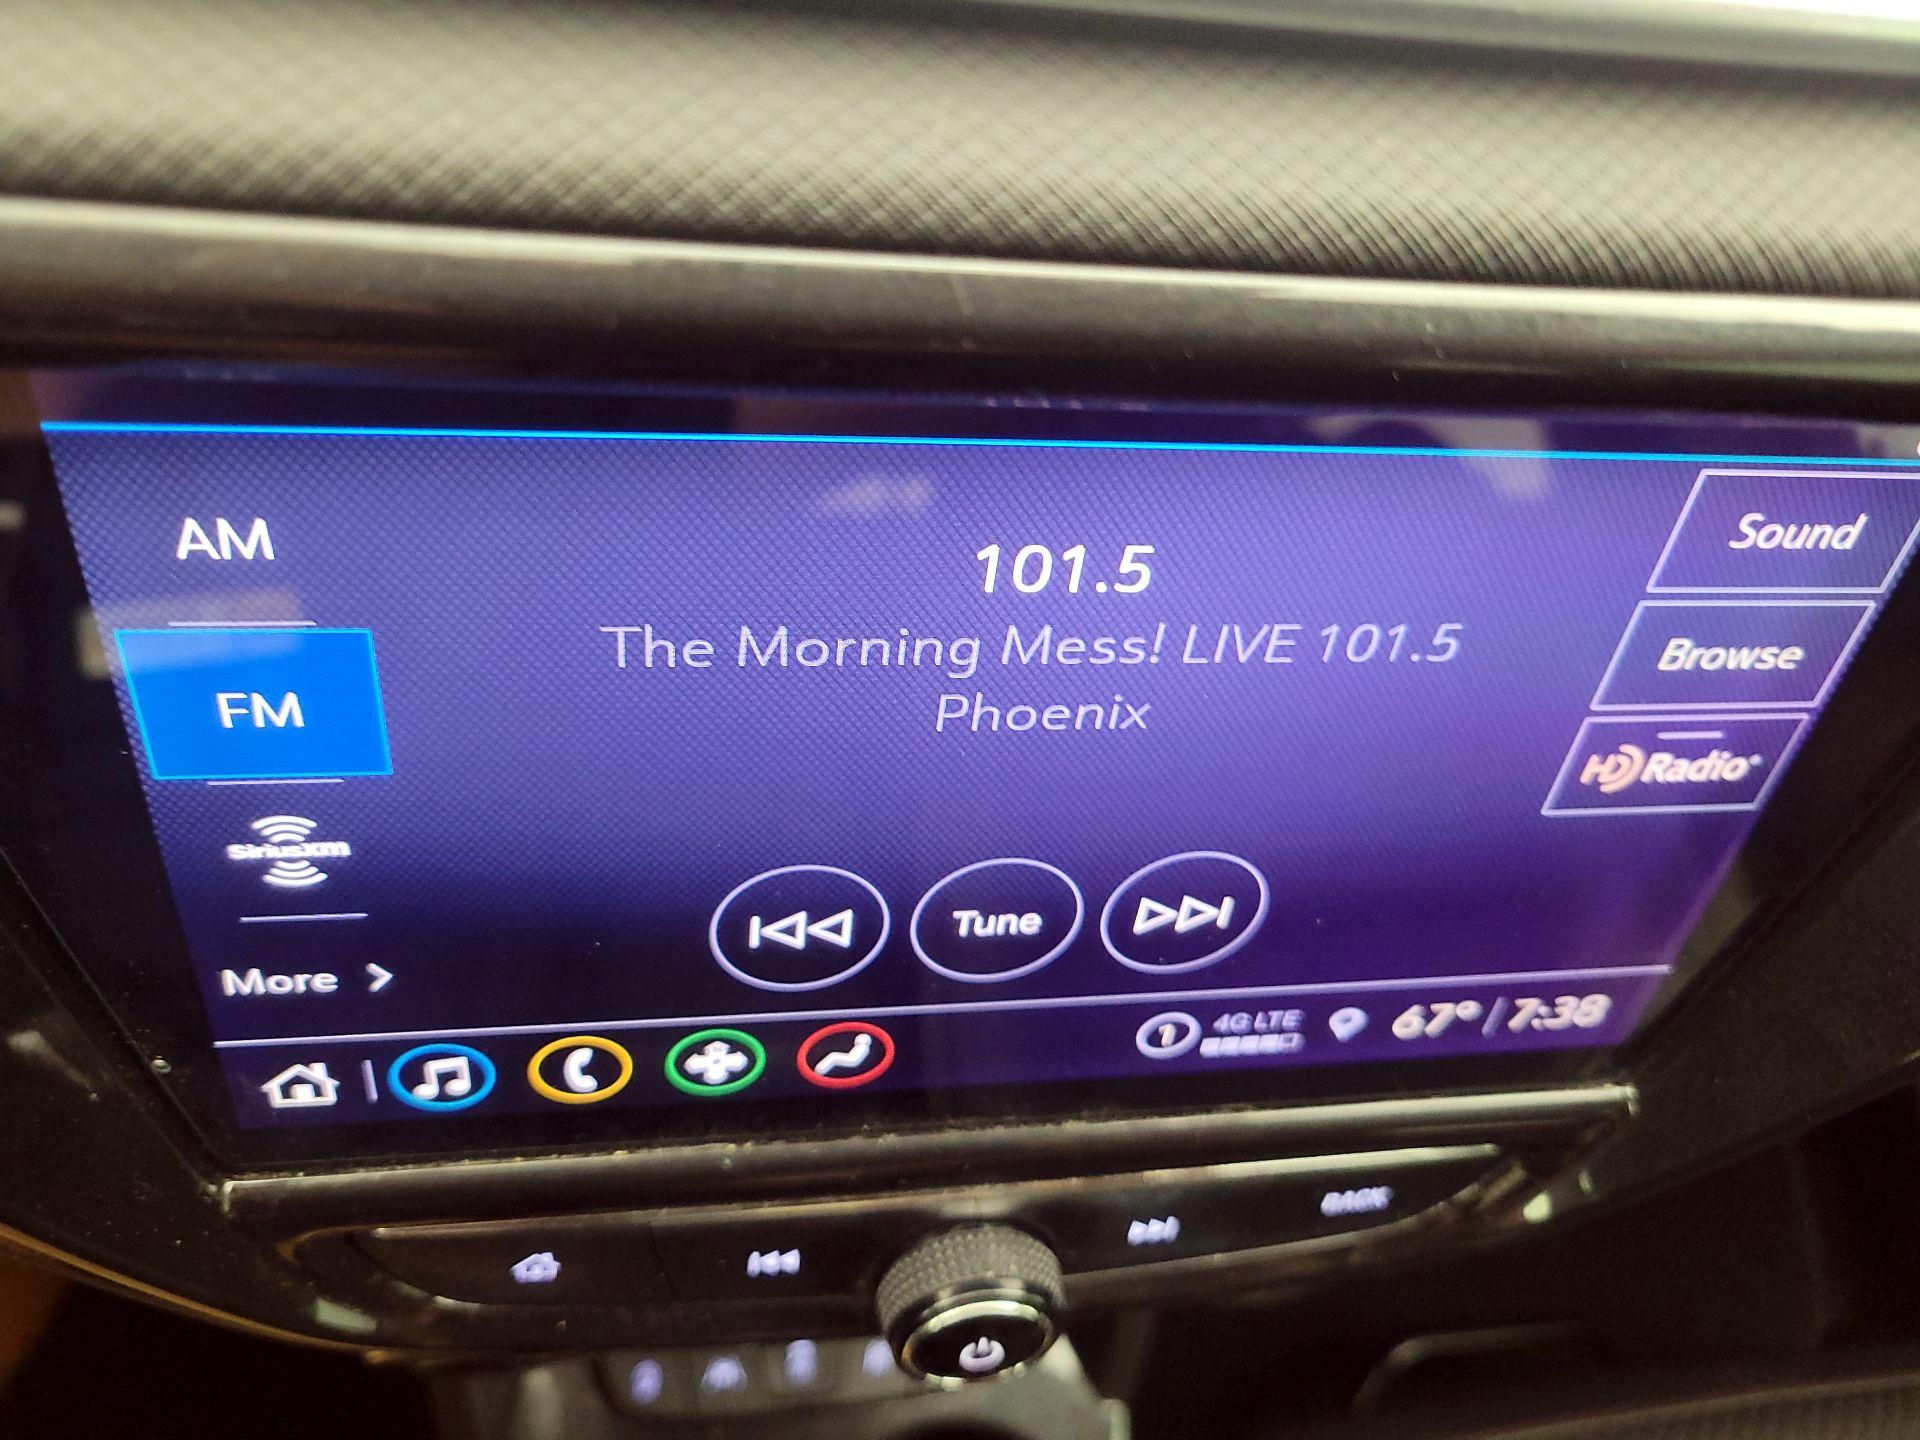 AM
FM
SiriusXm
More >
101.5
The Morning Mess! LIVE 101.5
Phoenix
Tune
Sound
Browse
HD Radio
1 4G LTE 67° / 7:38
BACK